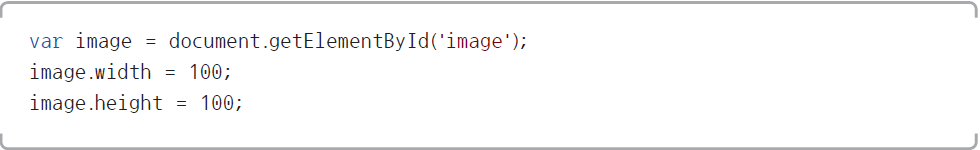 var image = document.getElementById('image');
image.width = 100;
image.height = 100;